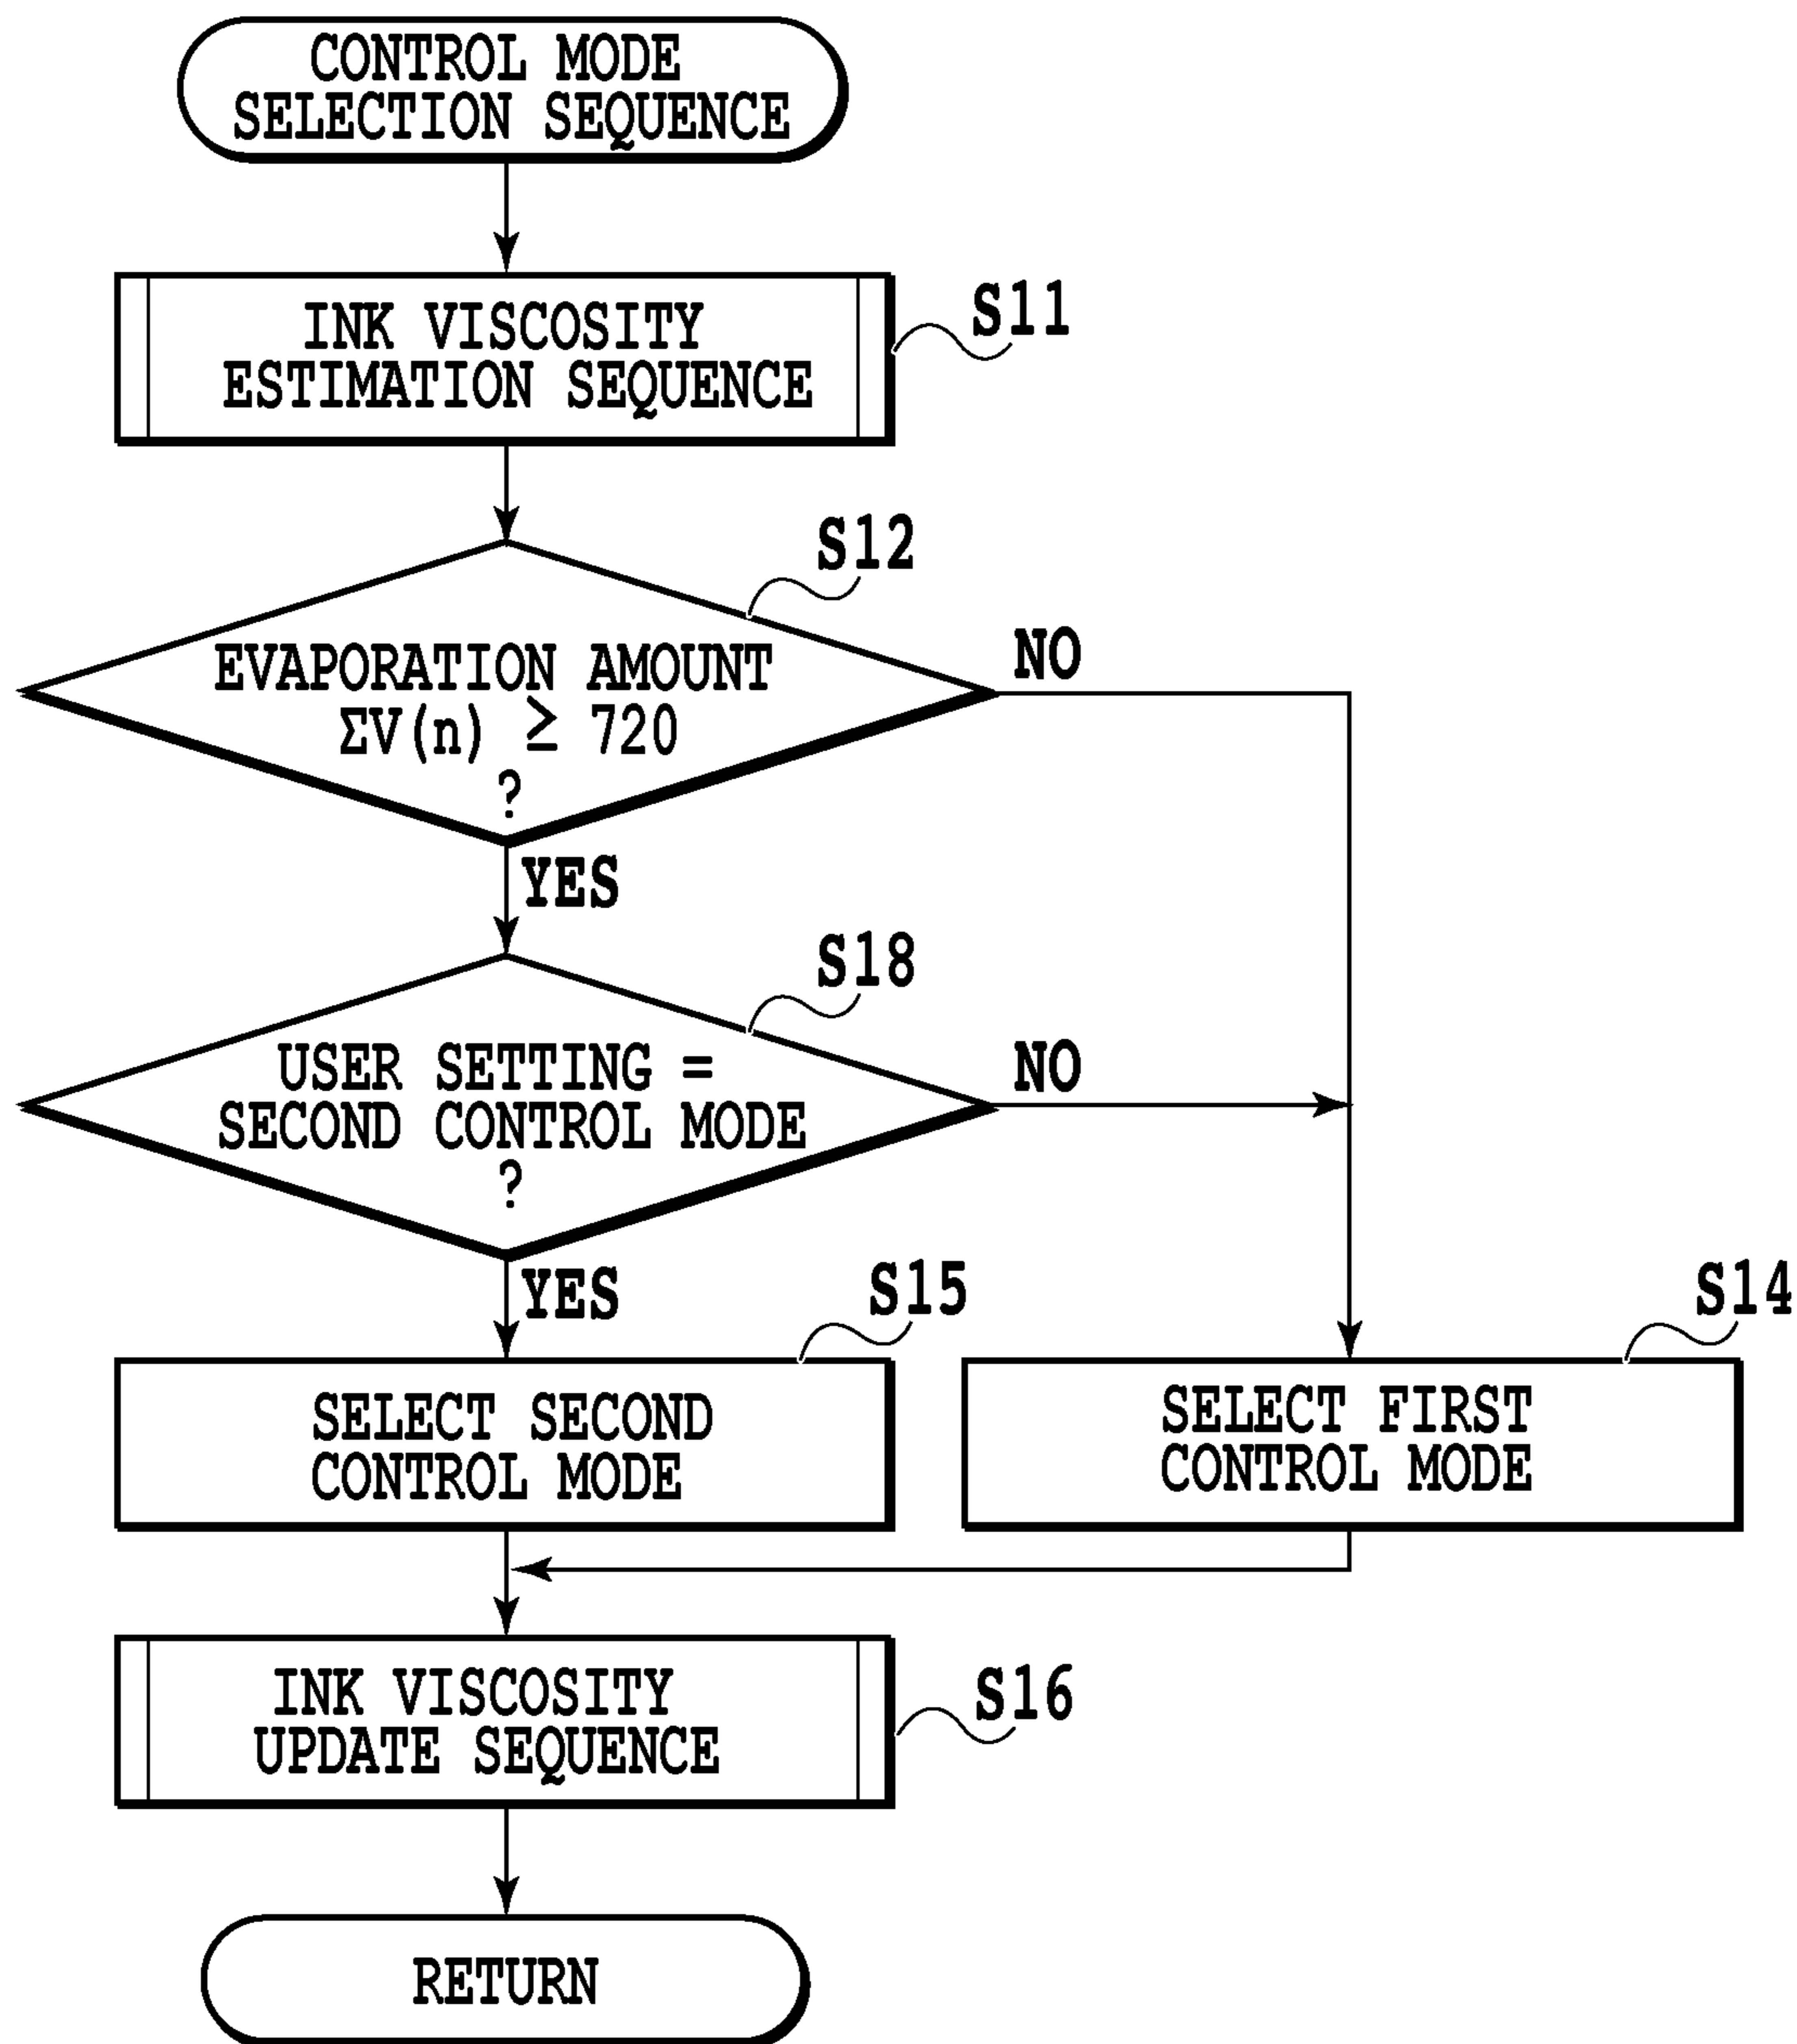 CONTROL MODE
SELECTION SEQUENCE
INK VISCOSITY
ESTIMATION SEQUENCE
S11
S12
EVAPORATION AMOUNT
ΣV(n) ≥ 720
?
NO
YES
S18
USER SETTING =
SECOND CONTROL MODE
?
NO
YES
S15
SELECT SECOND
CONTROL MODE
S14
SELECT FIRST
CONTROL MODE
INK VISCOSITY
UPDATE SEQUENCE
S16
RETURN